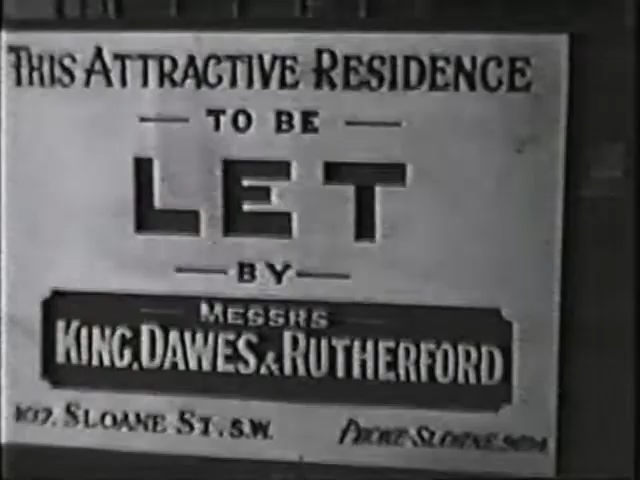 THIS ATTRACTIVE RESIDENCE
TO BE
LET
BY
MESSRS
KING, DAWES & RUTHERFORD
107, SLOANE ST. S.W. PHONE-SLOANE